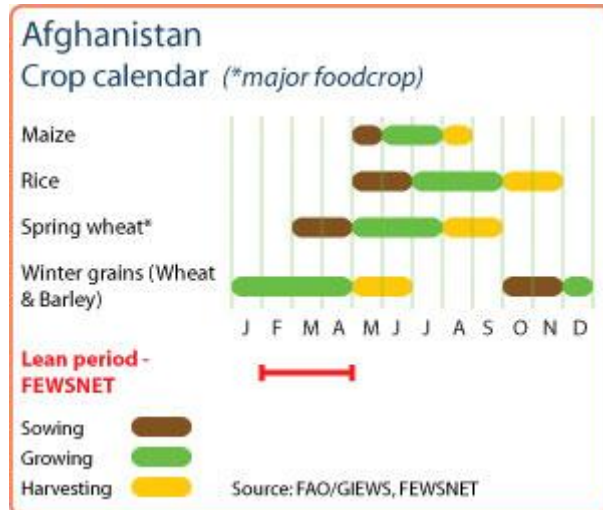 Afghanistan
Crop calendar (*major foodcrop)
Maize
Rice
Spring wheat*
Winter grains (Wheat
& Barley)
J F M A M J J A S O N D
Lean period -
FEWSNET
Sowing
Growing
Harvesting
Source: FAO/GIEWS, FEWSNET